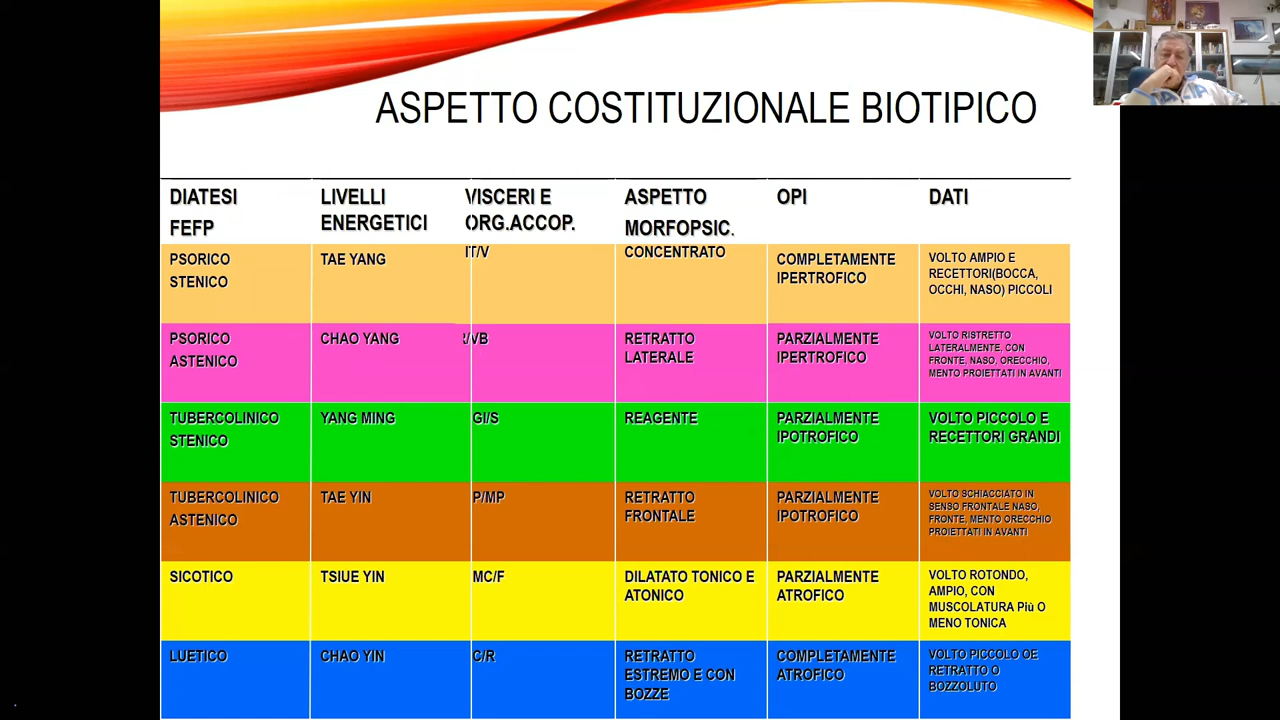 ASPETTO COSTITUZIONALE BIOTIPICO
DIATESI
FEFP
LIVELLI
ENERGETICI
VISCERI E
ORG.ACCOP.
ASPETTO
MORFOPSIC.
OPI
DATI
PSORICO
STENICO
TAE YANG
IT/V
CONCENTRATO
COMPLETAMENTE
IPERTROFICO
VOLTO AMPIO E
RECETTORI(BOCCA,
OCCHI, NASO) PICCOLI
PSORICO
ASTENICO
CHAO YANG
/VB
RETRATTO
LATERALE
PARZIALMENTE
IPERTROFICO
VOLTO RISTRETTO
LATERALMENTE, CON
FRONTE, NASO, ORECCHIO,
MENTO PROIETTATI IN AVANTI
TUBERCOLINICO
STENICO
YANG MING
GI/S
REAGENTE
PARZIALMENTE
IPOTROFICO
VOLTO PICCOLO E
RECETTORI GRANDI
TUBERCOLINICO
ASTENICO
TAE YIN
P/MP
RETRATTO
FRONTALE
PARZIALMENTE
IPOTROFICO
VOLTO SCHIACCIATO IN
SENSO FRONTALE NASO,
FRONTE, MENTO ORECCHIO
PROIETTATI IN AVANTI
SICOTICO
TSIUE YIN
MC/F
DILATATO TONICO E
ATONICO
PARZIALMENTE
ATROFICO
VOLTO ROTONDO,
AMPIO, CON
MUSCOLATURA Più O
MENO TONICA
LUETICO
CHAO YIN
C/R
RETRATTO
ESTREMO E CON
BOZZE
COMPLETAMENTE
ATROFICO
VOLTO PICCOLO OE
RETRATTO O
BOZZOLUTO